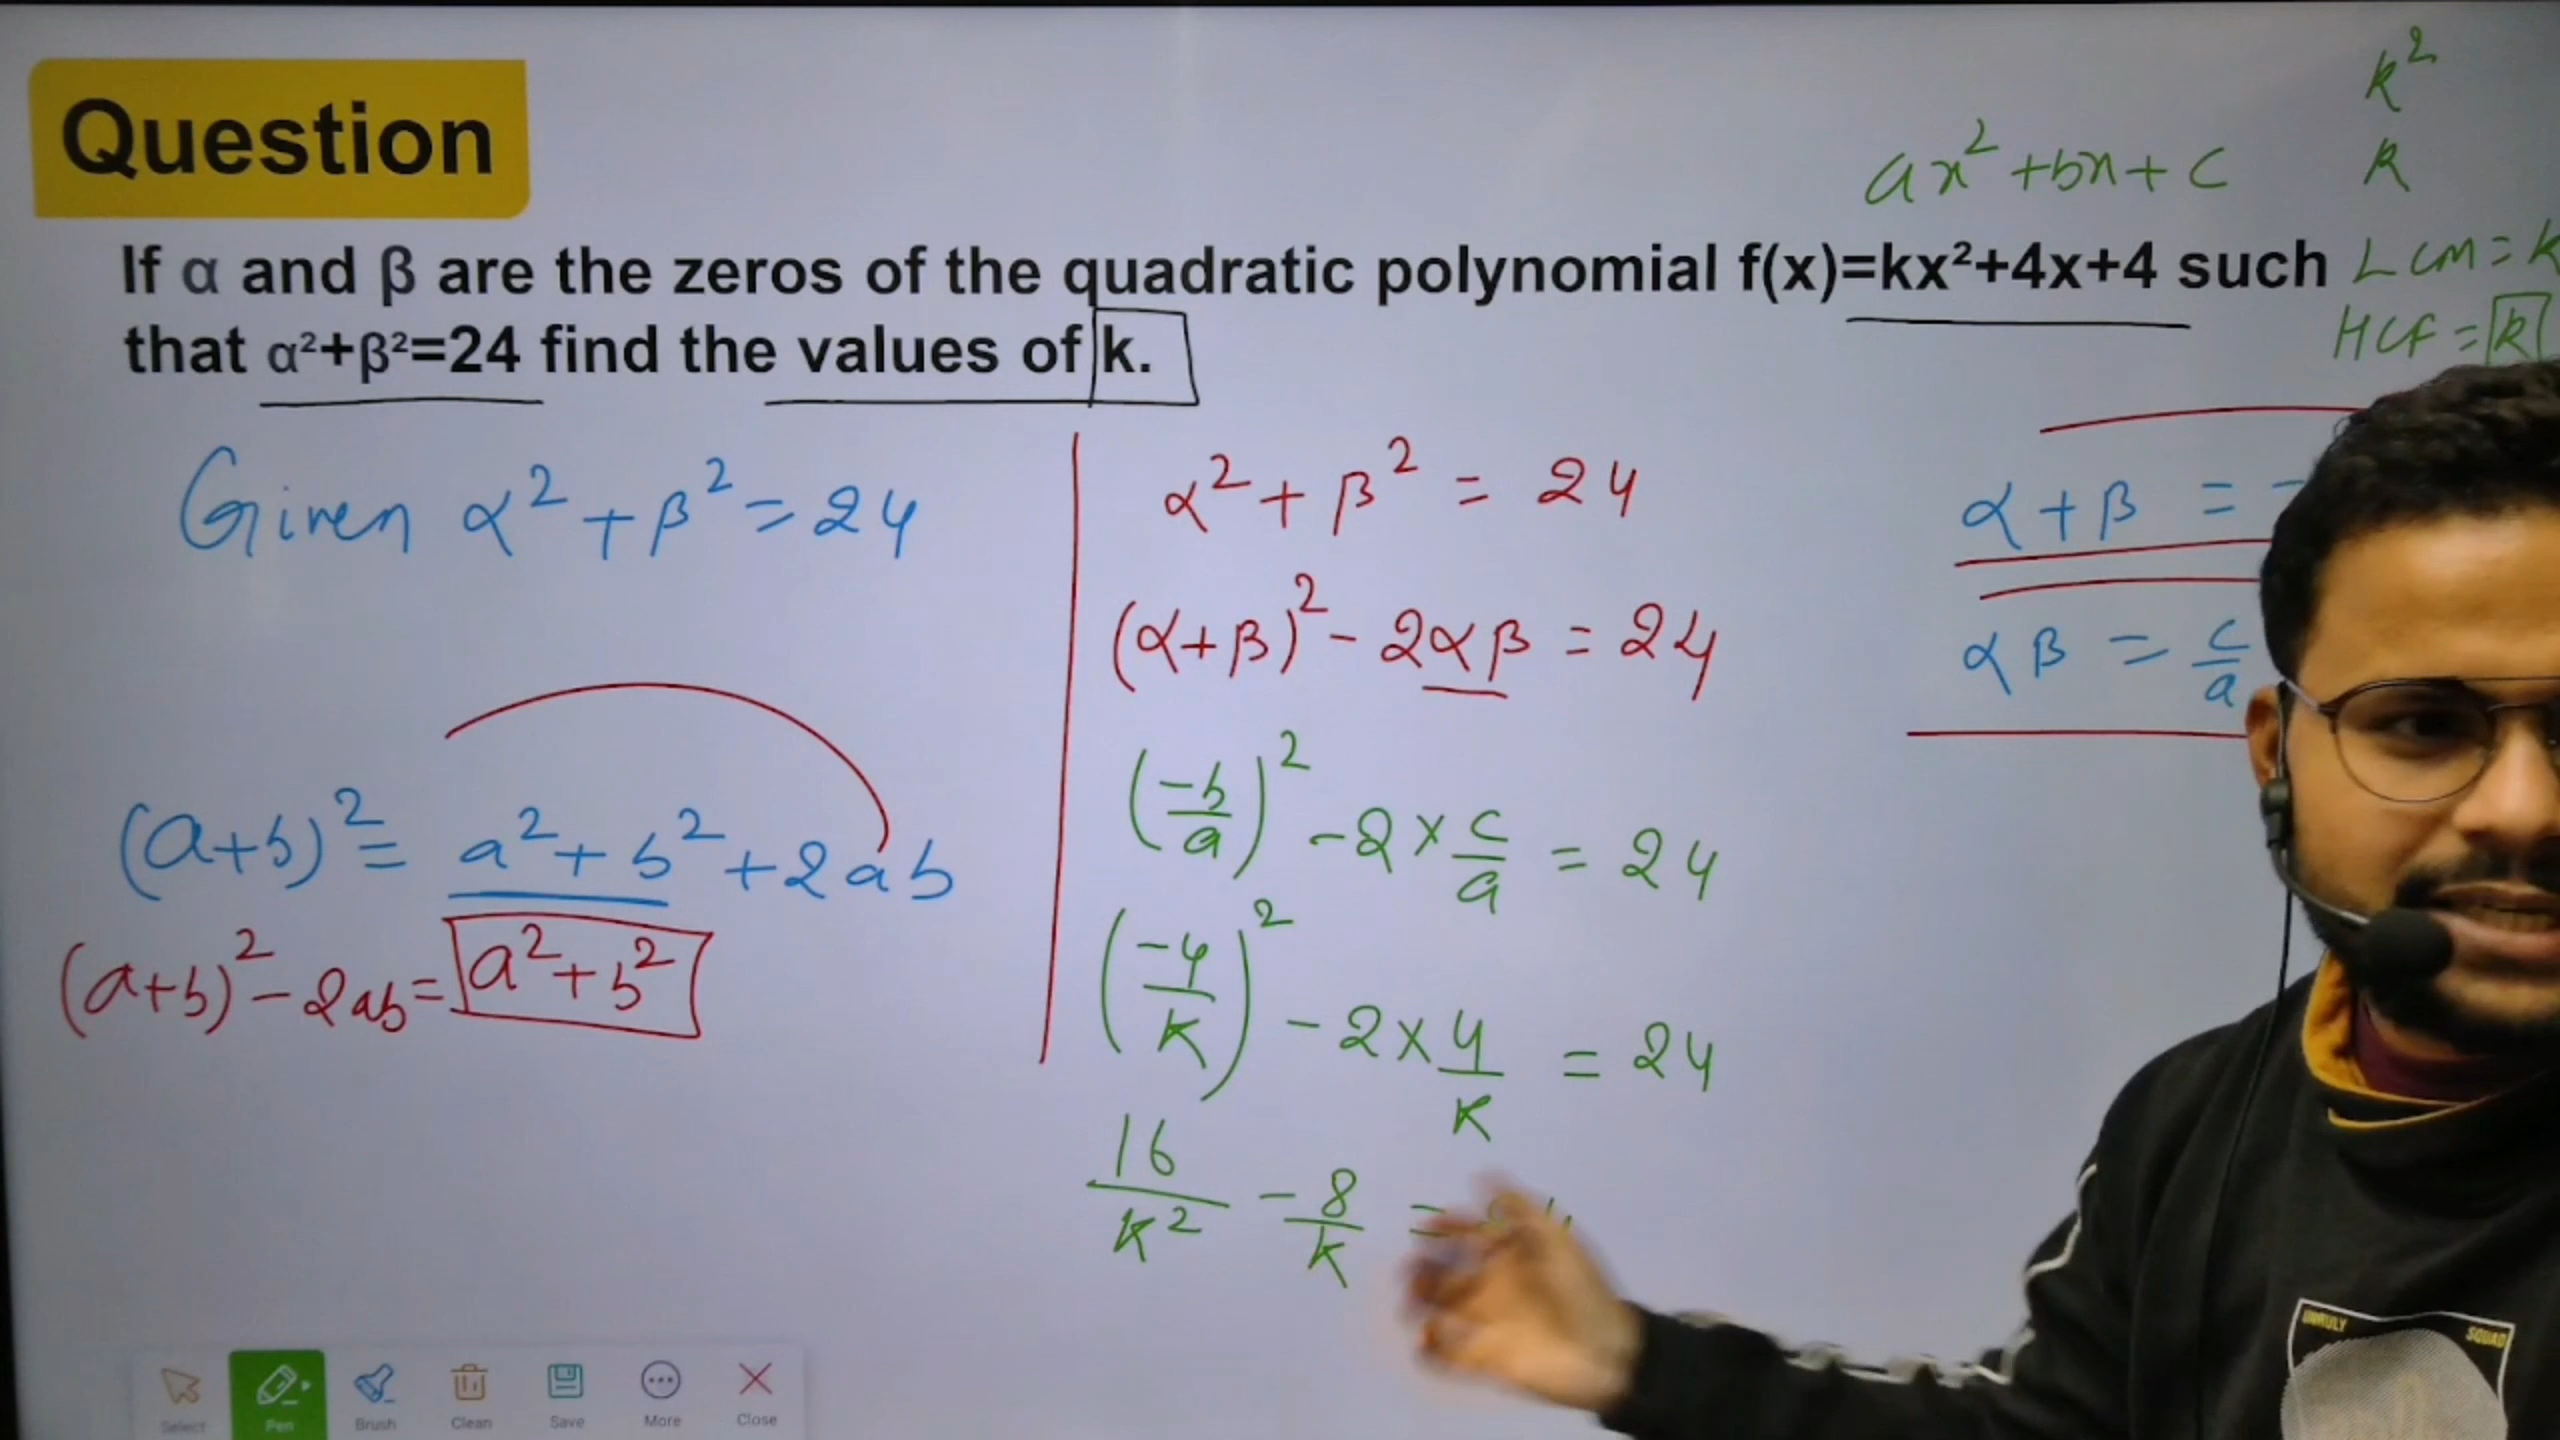 Question
ax²+bx+c
k²
k
If α and β are the zeros of the quadratic polynomial f(x)=kx²+4x+4 such
that α²+β²=24 find the values of k.
LCM=k
HCF=k
Given α²+β²=24
(a+b)²=a²+b²+2ab
(a+b)²-2ab=a²+b²
α²+β²=24
(α+β)²-2αβ=24
(-b/a)²-2×c/a=24
(-4/k)²-2×4/k=24
16/k²-8/k=
α+β=-
αβ=c/a
Select Pen Brush Clean Save More Close
UNRULY SQUAD